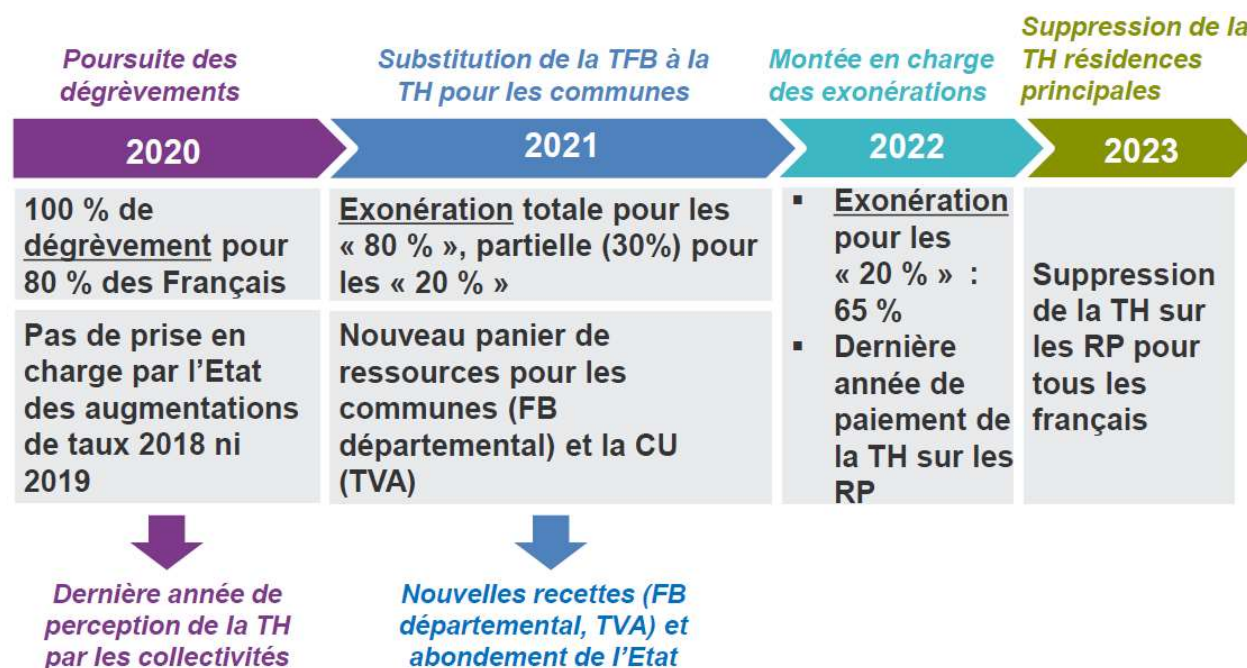 Poursuite des
dégrèvements
Substitution de la TFB à la
TH pour les communes
Montée en charge
des exonérations
Suppression de la
TH résidences
principales
2020
2021
2022
2023
100 % de
dégrèvement pour
80 % des Français
Pas de prise en
charge par l'Etat
des augmentations
de taux 2018 ni
2019
Exonération totale pour les
« 80 % », partielle (30%) pour
les « 20 % »
Nouveau panier de
ressources pour les
communes (FB
départemental) et la CU
(TVA)
▪ Exonération
pour les
« 20 % » :
65 %
▪ Dernière
année de
paiement de
la TH sur les
RP
Suppression
de la TH sur
les RP pour
tous les
français
Dernière année de
perception de la TH
par les collectivités
Nouvelles recettes (FB
départemental, TVA) et
abondement de l'Etat